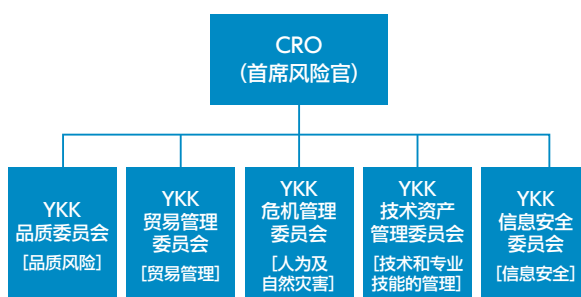 CRO
(首席风险官)
YKK
品质委员会
[品质风险]
YKK
贸易管理
委员会
[贸易管理]
YKK
危机管理
委员会
[人为及
自然灾害]
YKK
技术资产
管理委员会
[技术和专业
技能的管理]
YKK
信息安全
委员会
[信息安全]